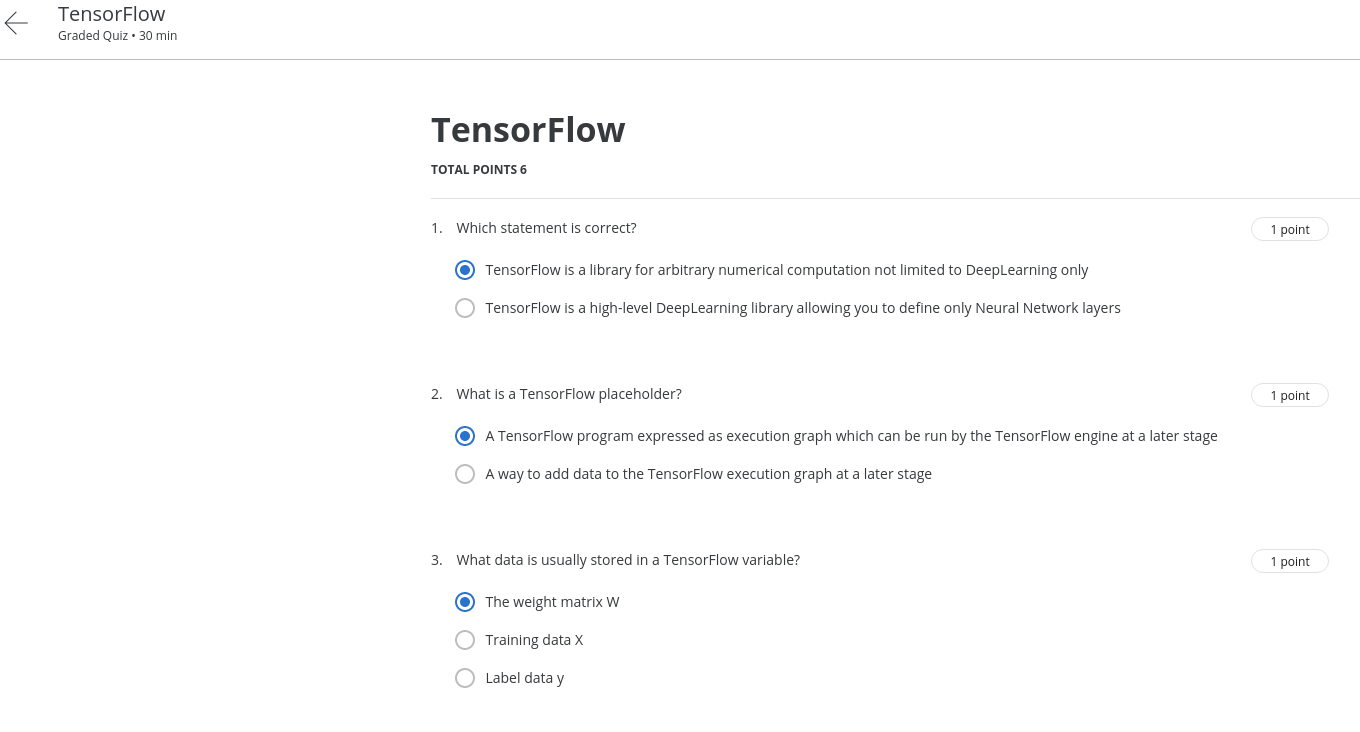 TensorFlow
Graded Quiz • 30 min
TensorFlow
TOTAL POINTS 6
1. Which statement is correct? 1 point
TensorFlow is a library for arbitrary numerical computation not limited to DeepLearning only
TensorFlow is a high-level DeepLearning library allowing you to define only Neural Network layers
2. What is a TensorFlow placeholder? 1 point
A TensorFlow program expressed as execution graph which can be run by the TensorFlow engine at a later stage
A way to add data to the TensorFlow execution graph at a later stage
3. What data is usually stored in a TensorFlow variable? 1 point
The weight matrix W
Training data X
Label data y